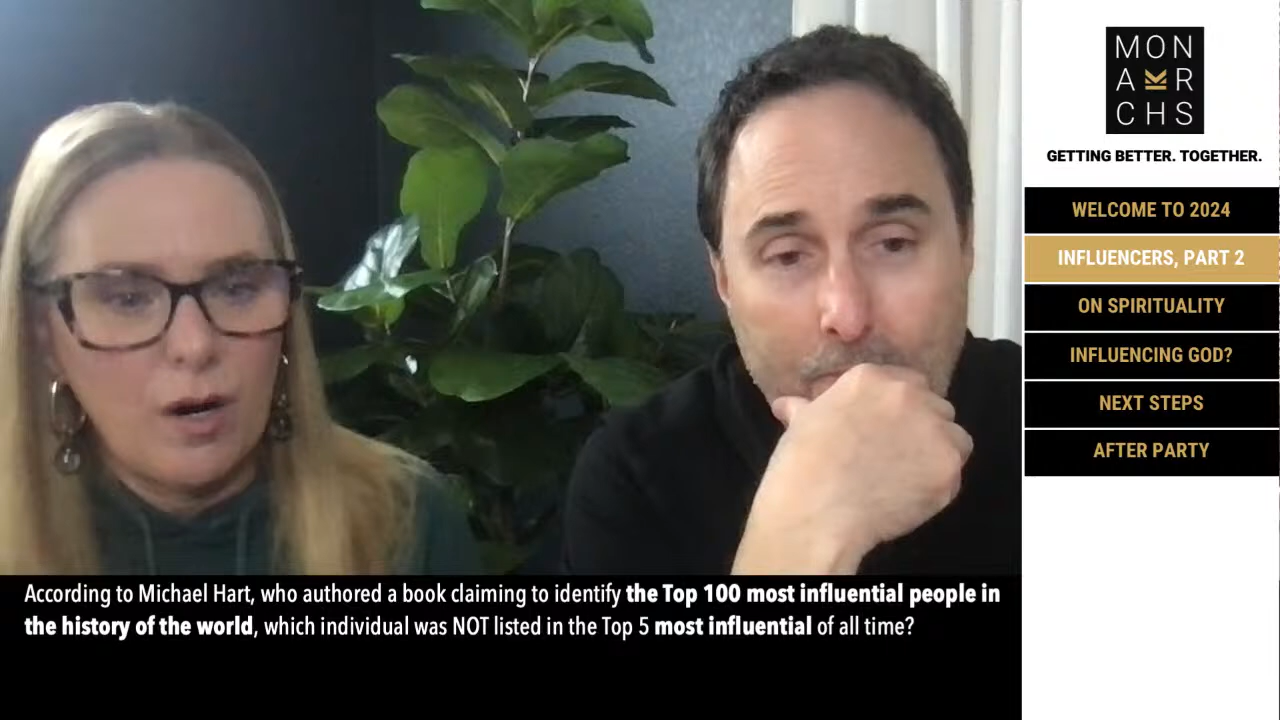 MON
A R
CHS
GETTING BETTER. TOGETHER.
WELCOME TO 2024
INFLUENCERS, PART 2
ON SPIRITUALITY
INFLUENCING GOD?
NEXT STEPS
AFTER PARTY
According to Michael Hart, who authored a book claiming to identify the Top 100 most influential people in
the history of the world, which individual was NOT listed in the Top 5 most influential of all time?